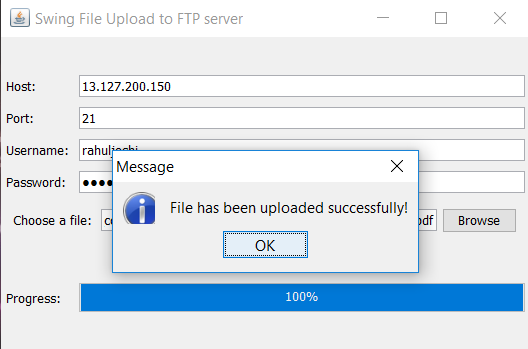 Swing File Upload to FTP server
Host: 13.127.200.150
Port: 21
Username:
Password: ●●●●
Message
File has been uploaded successfully!
OK
Choose a file: Browse
Progress: 100%